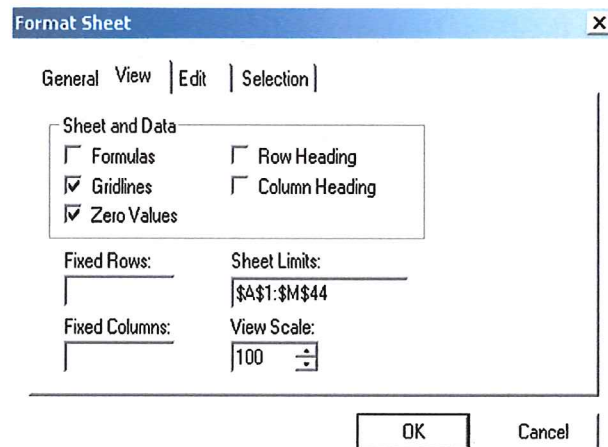 Format Sheet
General View Edit Selection
Sheet and Data
Formulas Row Heading
Gridlines Column Heading
Zero Values
Fixed Rows: Sheet Limits:
$A$1:$M$44
Fixed Columns: View Scale:
100
OK Cancel